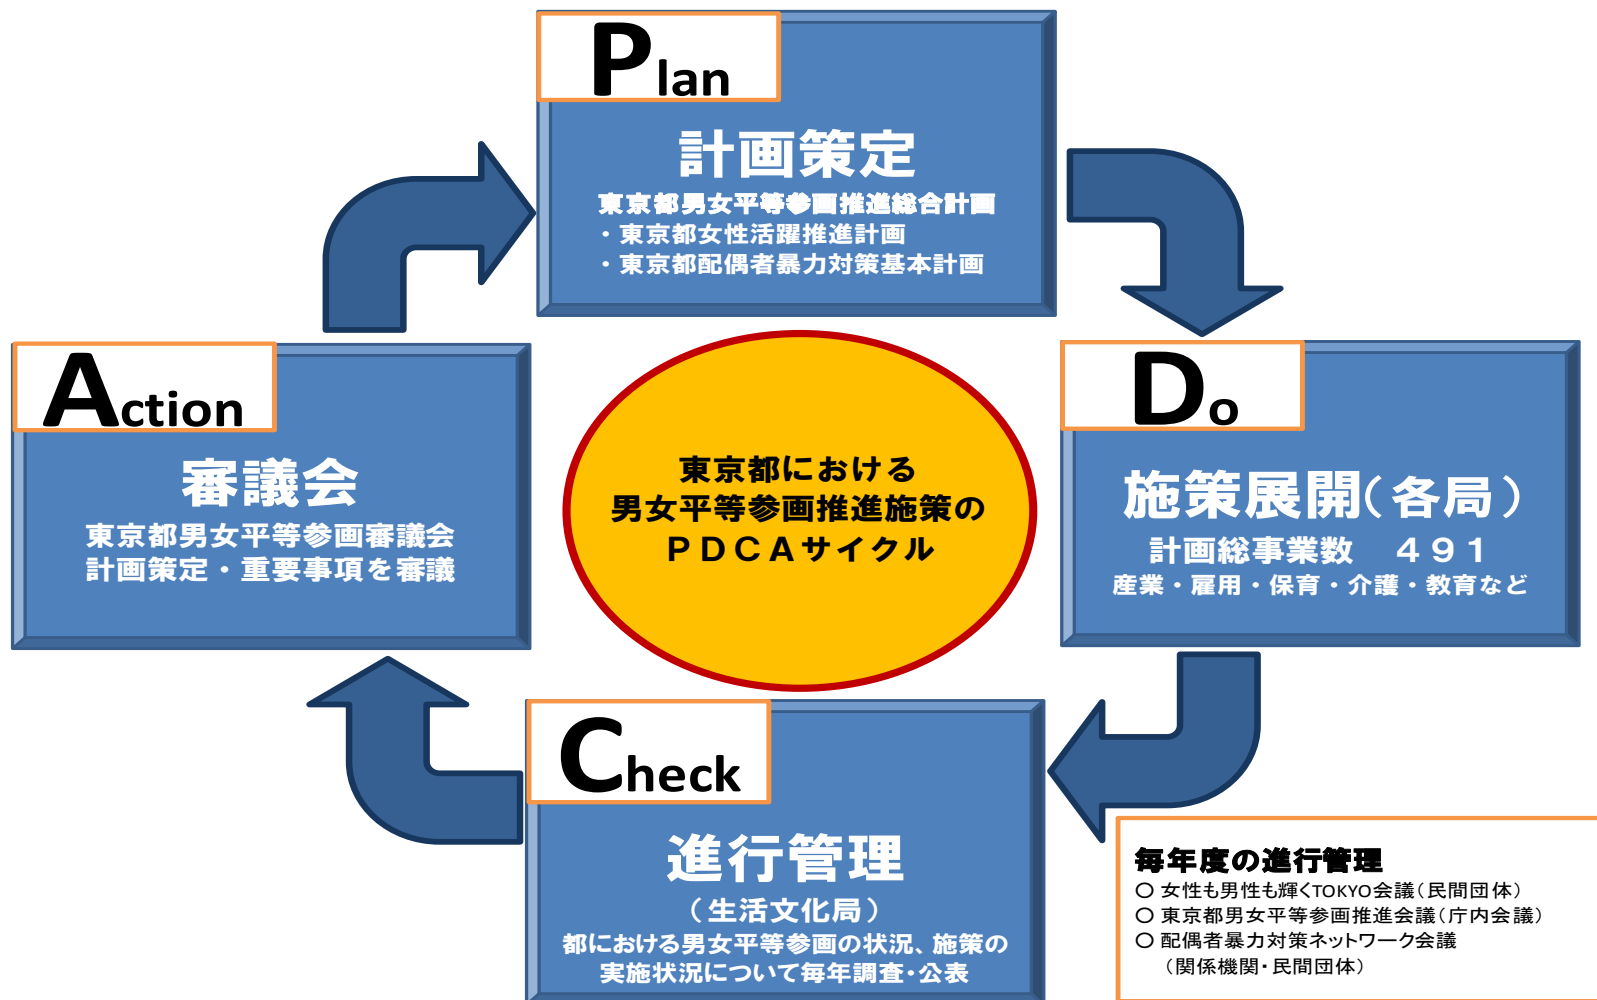 Plan
計画策定
東京都男女平等参画推進総合計画
・東京都女性活躍推進計画
・東京都配偶者暴力対策基本計画
Action
審議会
東京都男女平等参画審議会
計画策定・重要事項を審議
東京都における
男女平等参画推進施策の
ＰＤＣＡサイクル
Do
施策展開（各局）
計画総事業数　４９１
産業・雇用・保育・介護・教育など
Check
進行管理
（生活文化局）
都における男女平等参画の状況、施策の
実施状況について毎年調査・公表
毎年度の進行管理
○ 女性も男性も輝くTOKYO会議（民間団体）
○ 東京都男女平等参画推進会議（庁内会議）
○ 配偶者暴力対策ネットワーク会議
（関係機関・民間団体）